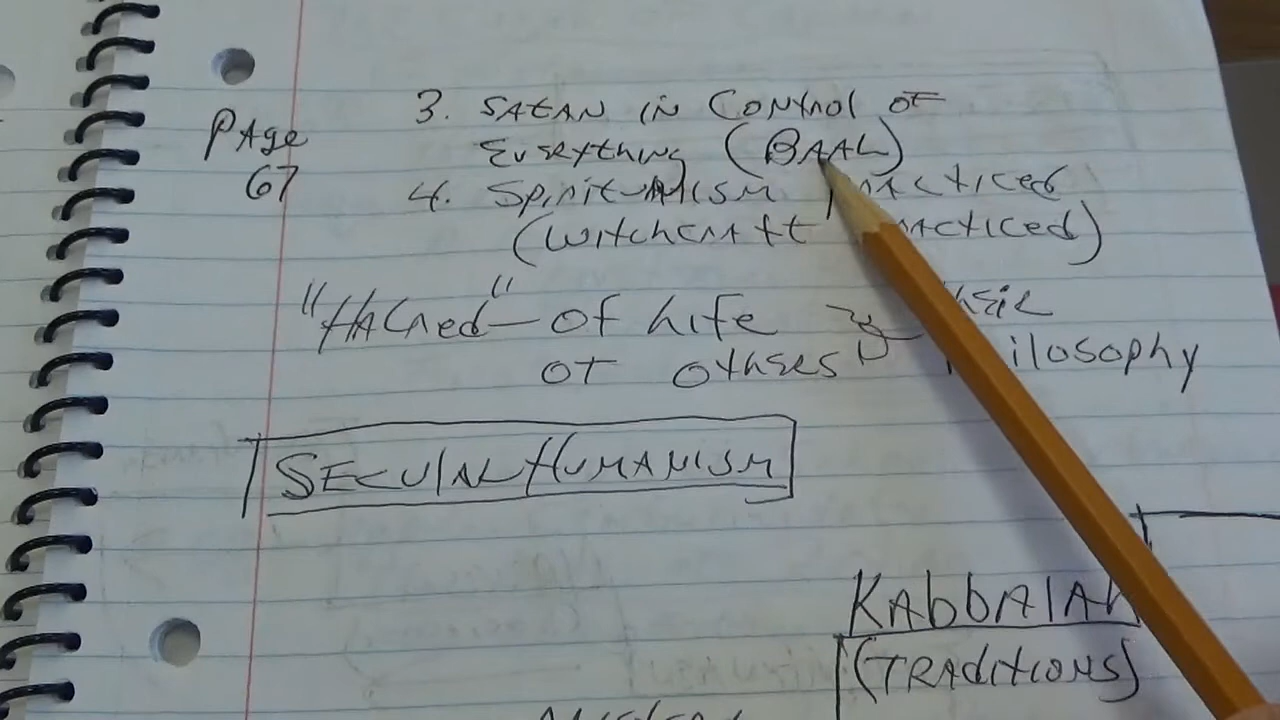 Page
67
3. Satan in Control of
Everything (BAAL)
4. Spiritualism practiced
(Witchcraft practiced)
"Hatred" - of Life
of others
Philosophy
SECULAR HUMANISM
KAbbALAH
(TRAditiONS)